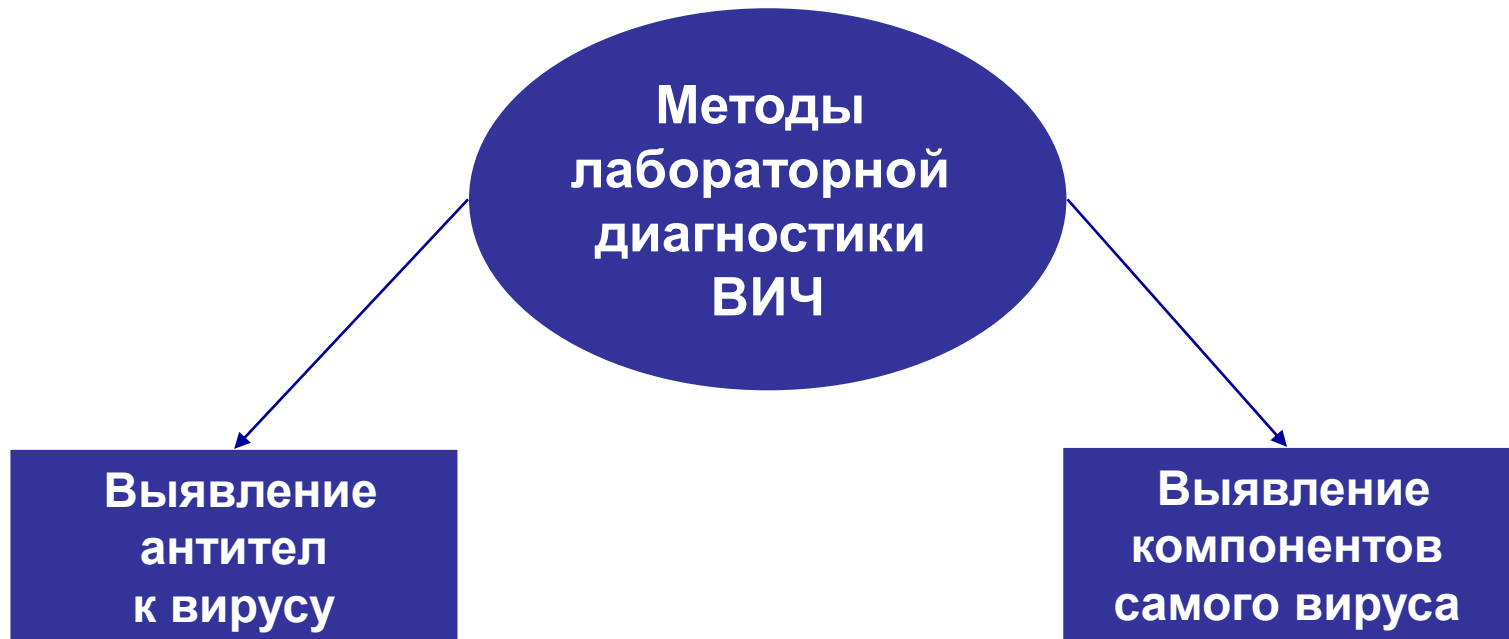 Методы
лабораторной
диагностики
ВИЧ
Выявление
антител
к вирусу
Выявление
компонентов
самого вируса